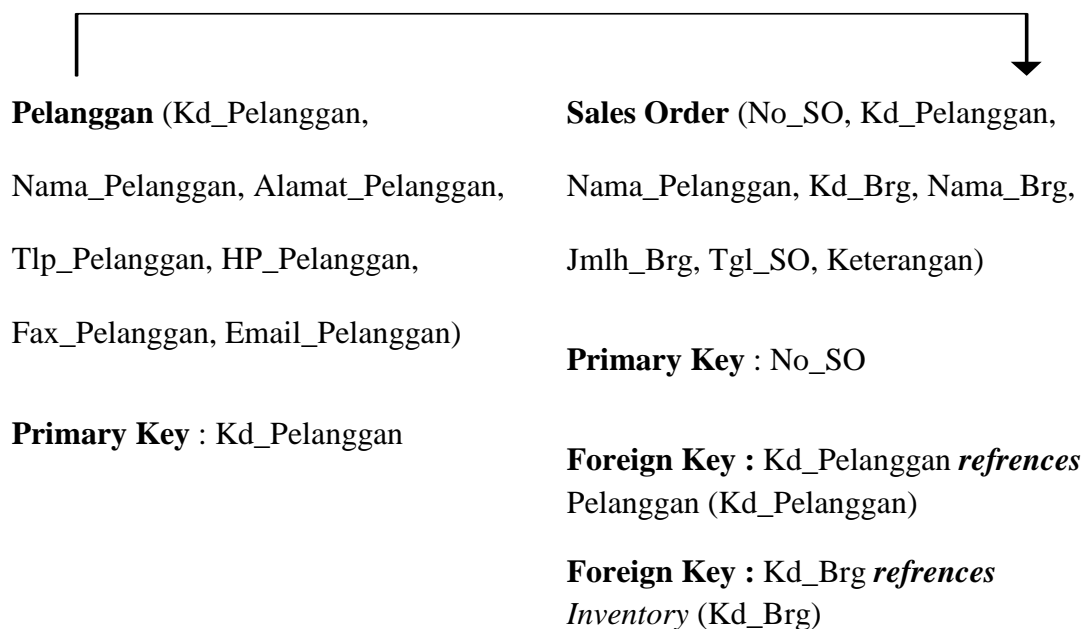 Pelanggan (Kd_Pelanggan,
Nama_Pelanggan, Alamat_Pelanggan,
Tlp_Pelanggan, HP_Pelanggan,
Fax_Pelanggan, Email_Pelanggan)
Primary Key : Kd_Pelanggan
Sales Order (No_SO, Kd_Pelanggan,
Nama_Pelanggan, Kd_Brg, Nama_Brg,
Jmlh_Brg, Tgl_SO, Keterangan)
Primary Key : No_SO
Foreign Key : Kd_Pelanggan refrences
Pelanggan (Kd_Pelanggan)
Foreign Key : Kd_Brg refrences
Inventory (Kd_Brg)